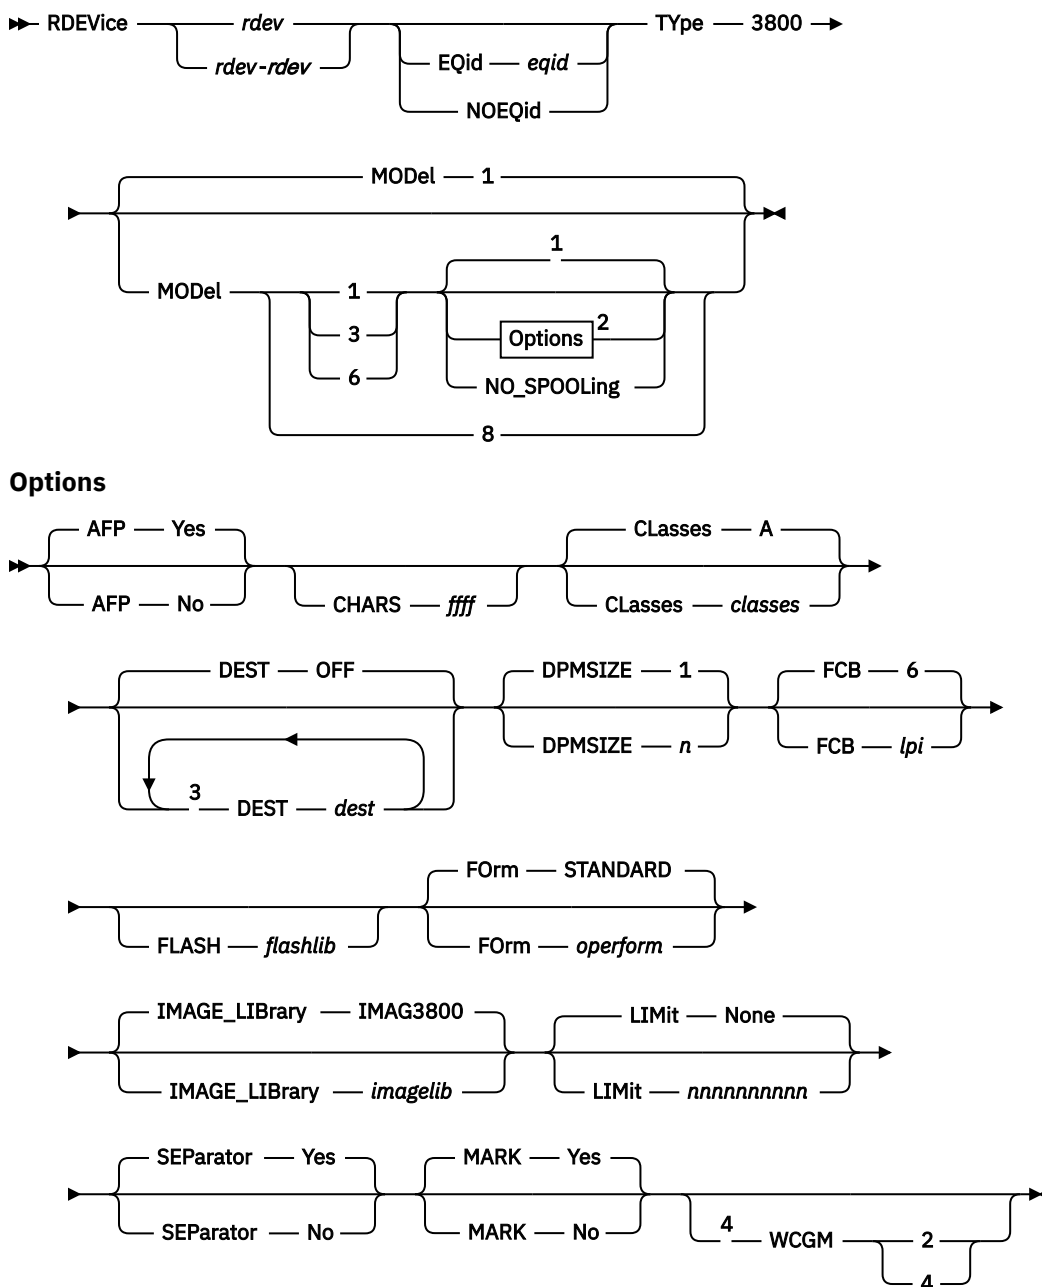 RDEVice rdev TYpe 3800
rdev-rdev EQid eqid
NOEQid
MODel 1
1
MODel 1
3 Options 2
6 NO_SPOOLing
8
Options
AFP Yes CLasses A
AFP No CHARS ffff CLasses classes
DEST OFF DPMSIZE 1 FCB 6
DPMSIZE n FCB lpi
3 DEST dest
FOrm STANDARD
FLASH flashlib FOrm operform
IMAGE_LIBrary IMAG3800 LIMit None
IMAGE_LIBrary imagelib LIMit nnnnnnnnnn
SEParator Yes MARK Yes
SEParator No MARK No 4 WCGM 2
4